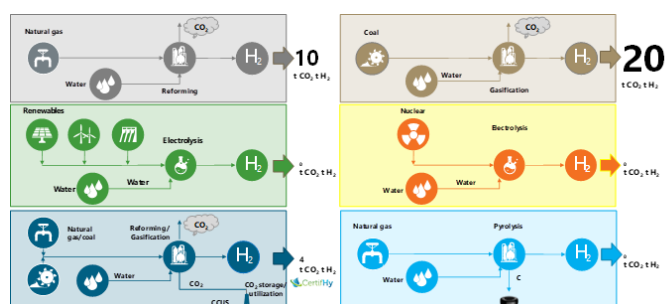 Natural gas
CO2
H2
10
t CO2 t H2
Water
Reforming
Coal
CO2
H2
20
t CO2 t H2
Water
Gasification
Renewables
Electrolysis
H2
t CO2 t H2
Water
Water
Nuclear
Electrolysis
H2
t CO2 t H2
Water
Water
Natural
gas/coal
Reforming/
Gasification
CO2
H2
4
t CO2 t H2
Water
CO2
CO2 storage/
utilization
CertifHy
CCUS
Natural gas
Pyrolysis
H2
t CO2 t H2
Water
C